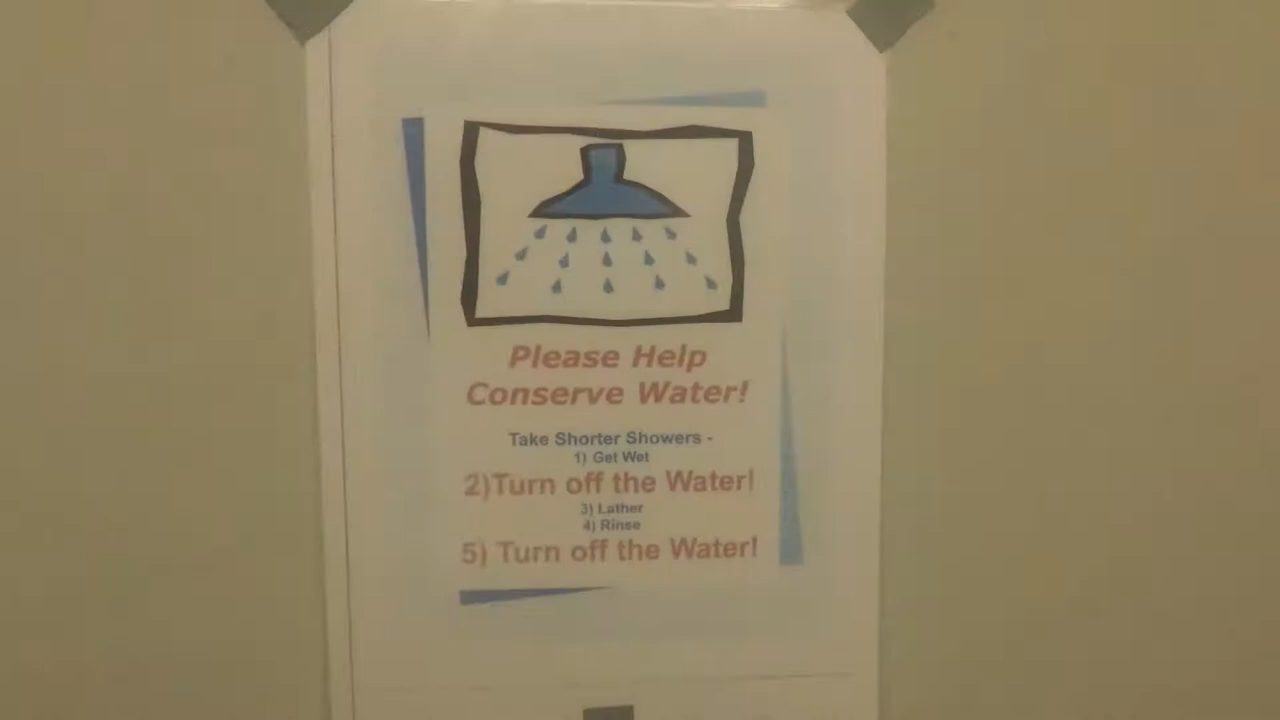 Please Help
Conserve Water!
Take Shorter Showers -
1) Get Wet
2)Turn off the Water!
3) Lather
4) Rinse
5) Turn off the Water!